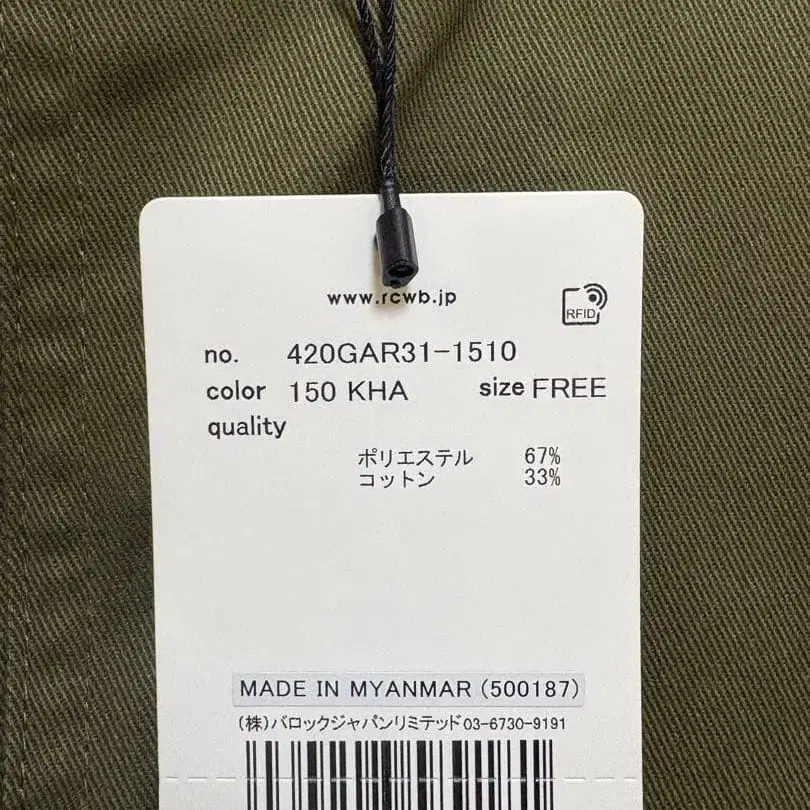 www.rcwb.jp
RFID
no. 420GAR31-1510
color 150 KHA size FREE
quality
ポリエステル 67%
コットン 33%
MADE IN MYANMAR (500187)
(株)バロックジャパンリミテッド03-6730-9191